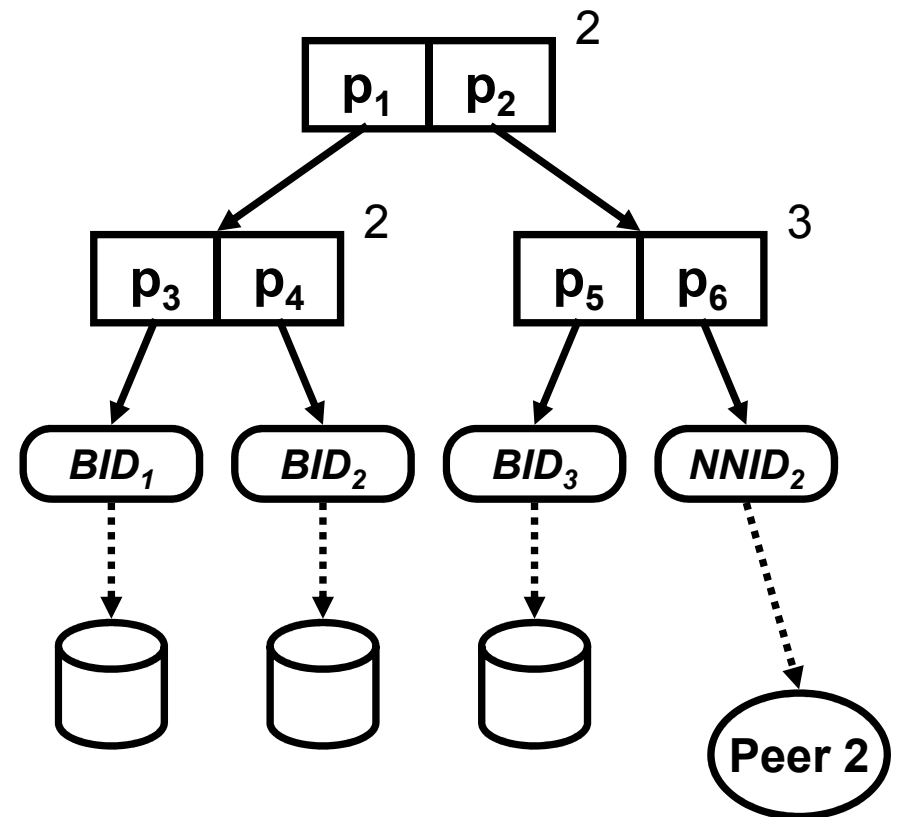 p₁ p₂ 2
p₃ p₄ 2 p₅ p₆ 3
BID₁ BID₂ BID₃ NNID₂
Peer 2